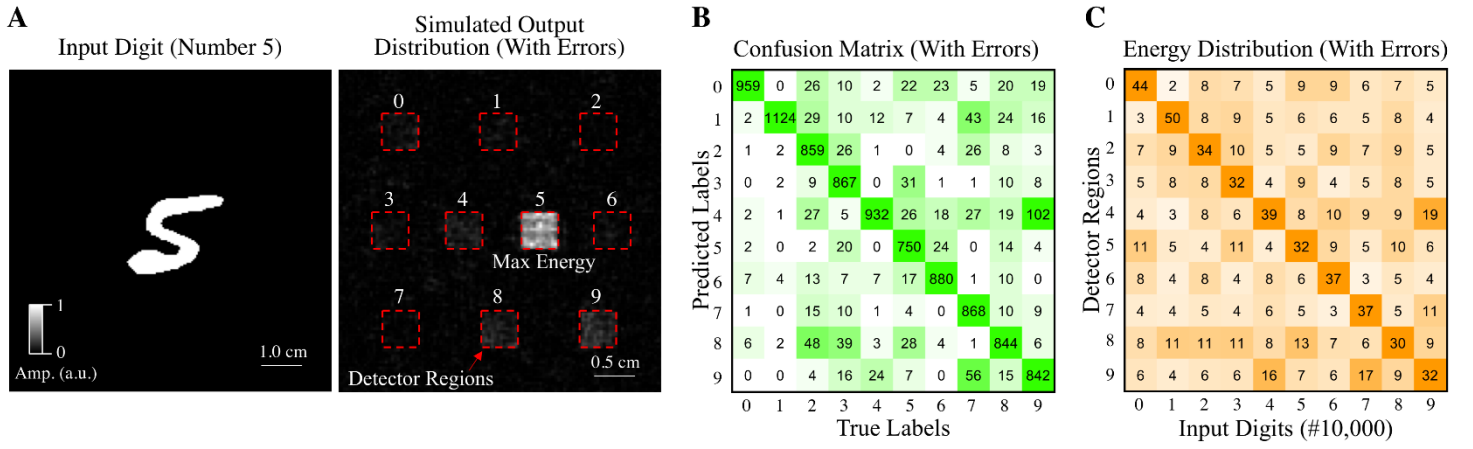 A
Input Digit (Number 5)
Simulated Output
Distribution (With Errors)
0 1 2
3 4 5 6
Max Energy
7 8 9
Detector Regions
1
0
Amp. (a.u.)
1.0 cm
0.5 cm
B
Confusion Matrix (With Errors)
Predicted Labels
0 959 0 26 10 2 22 23 5 20 19
1 2 1124 29 10 12 7 4 43 24 16
2 1 2 859 26 1 0 4 26 8 3
3 0 2 9 867 0 31 1 1 10 8
4 2 1 27 5 932 26 18 27 19 102
5 2 0 2 20 0 750 24 0 14 4
6 7 4 13 7 7 17 880 1 10 0
7 1 0 15 10 1 4 0 868 10 9
8 6 2 48 39 3 28 4 1 844 6
9 0 0 4 16 24 7 0 56 15 842
0 1 2 3 4 5 6 7 8 9
True Labels
C
Energy Distribution (With Errors)
Detector Regions
0 44 2 8 7 5 9 9 6 7 5
1 3 50 8 9 5 6 6 5 8 4
2 7 9 34 10 5 5 9 7 9 5
3 5 8 8 32 4 9 4 5 8 5
4 4 3 8 6 39 8 10 9 9 19
5 11 5 4 11 4 32 9 5 10 6
6 8 4 8 4 8 6 37 3 5 4
7 4 4 5 4 6 5 3 37 5 11
8 8 11 11 11 8 13 7 6 30 9
9 6 4 6 6 16 7 6 17 9 32
0 1 2 3 4 5 6 7 8 9
Input Digits (#10,000)